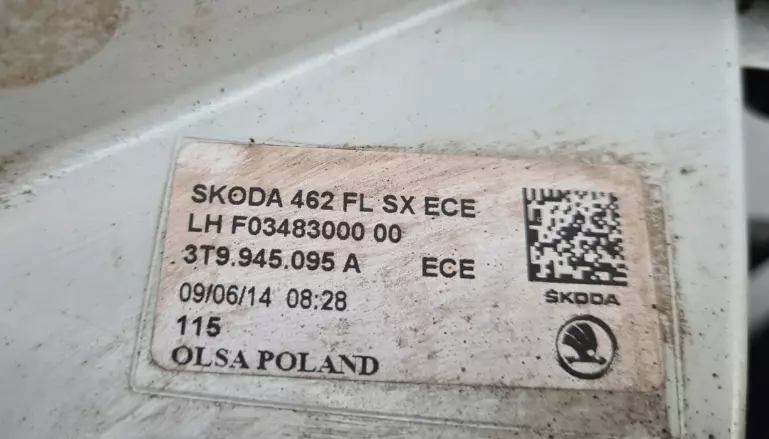 SKODA 462 FL SX ECE
LH F03483000 00
3T9.945.095 A ECE
09/06/14 08:28
115
OLSA POLAND
ŠKODA